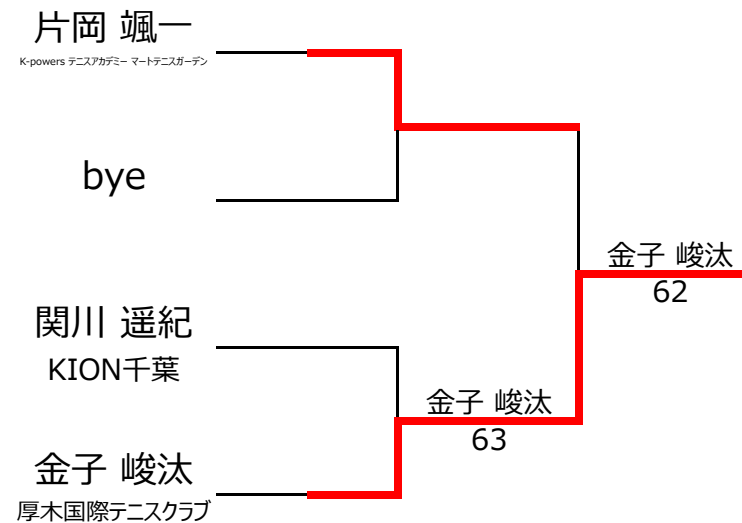 片岡 颯一
K-powers テニスアカデミー マートテニスガーデン
bye
関川 遥紀
KION千葉
金子 峻汰
厚木国際テニスクラブ
金子 峻汰
63
金子 峻汰
62